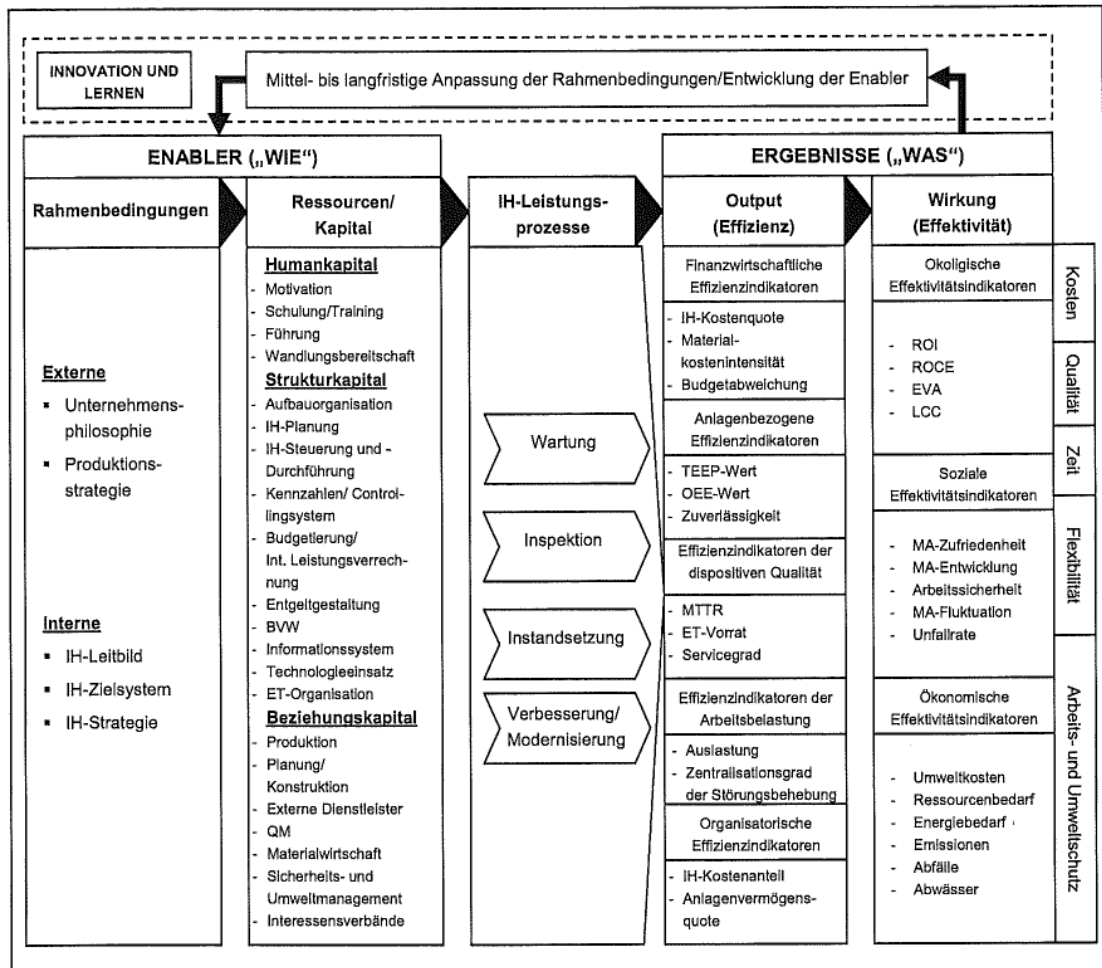 INNOVATION UND
LERNEN
Mittel- bis langfristige Anpassung der Rahmenbedingungen/Entwicklung der Enabler
ENABLER („WIE“)
Rahmenbedingungen
Externe
▪ Unternehmens-
philosophie
▪ Produktions-
strategie
Interne
▪ IH-Leitbild
▪ IH-Zielsystem
▪ IH-Strategie
Ressourcen/
Kapital
Humankapital
- Motivation
- Schulung/Training
- Führung
- Wandlungsbereitschaft
Strukturkapital
- Aufbauorganisation
- IH-Planung
- IH-Steuerung und -
Durchführung
- Kennzahlen/ Control-
lingsystem
- Budgetierung/
Int. Leistungsverrech-
nung
- Entgeltgestaltung
- BVW
- Informationssystem
- Technologieeinsatz
- ET-Organisation
Beziehungskapital
- Produktion
- Planung/
Konstruktion
- Externe Dienstleister
- QM
- Materialwirtschaft
- Sicherheits- und
Umweltmanagement
- Interessensverbände
IH-Leistungs-
prozesse
Wartung
Inspektion
Instandsetzung
Verbesserung/
Modernisierung
ERGEBNISSE („WAS“)
Output
(Effizienz)
Finanzwirtschaftliche
Effizienzindikatoren
- IH-Kostenquote
- Material-
kostenintensität
- Budgetabweichung
Anlagenbezogene
Effizienzindikatoren
- TEEP-Wert
- OEE-Wert
- Zuverlässigkeit
Effizienzindikatoren der
dispositiven Qualität
- MTTR
- ET-Vorrat
- Servicegrad
Effizienzindikatoren der
Arbeitsbelastung
- Auslastung
- Zentralisationsgrad
der Störungsbehebung
Organisatorische
Effizienzindikatoren
- IH-Kostenanteil
- Anlagenvermögens-
quote
Wirkung
(Effektivität)
Okoligische
Effektivitätsindikatoren
- ROI
- ROCE
- EVA
- LCC
Soziale
Effektivitätsindikatoren
- MA-Zufriedenheit
- MA-Entwicklung
- Arbeitssicherheit
- MA-Fluktuation
- Unfallrate
Ökonomische
Effektivitätsindikatoren
- Umweltkosten
- Ressourcenbedarf
- Energiebedarf
- Emissionen
- Abfälle
- Abwässer
Kosten
Qualität
Zeit
Flexibilität
Arbeits- und Umweltschutz